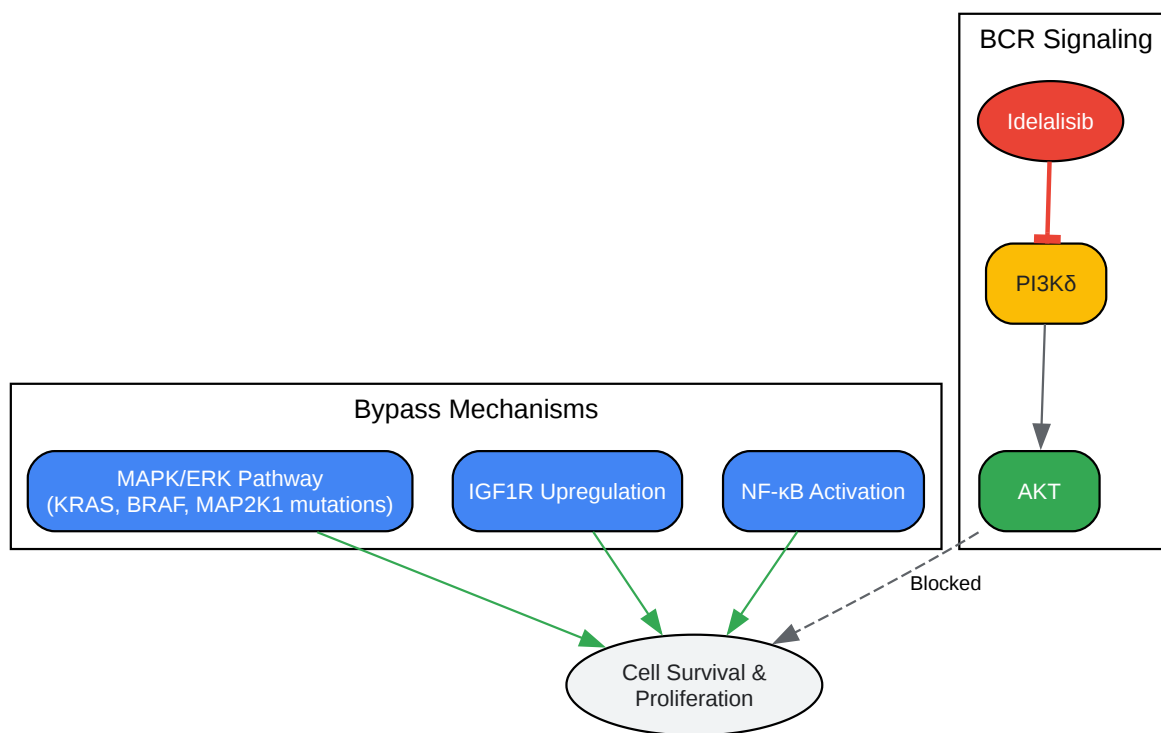 BCR Signaling
Idelalisib
PI3Kδ
Bypass Mechanisms
MAPK/ERK Pathway
(KRAS, BRAF, MAP2K1 mutations)
IGF1R Upregulation
NF-κB Activation
AKT
Blocked
Cell Survival &
Proliferation